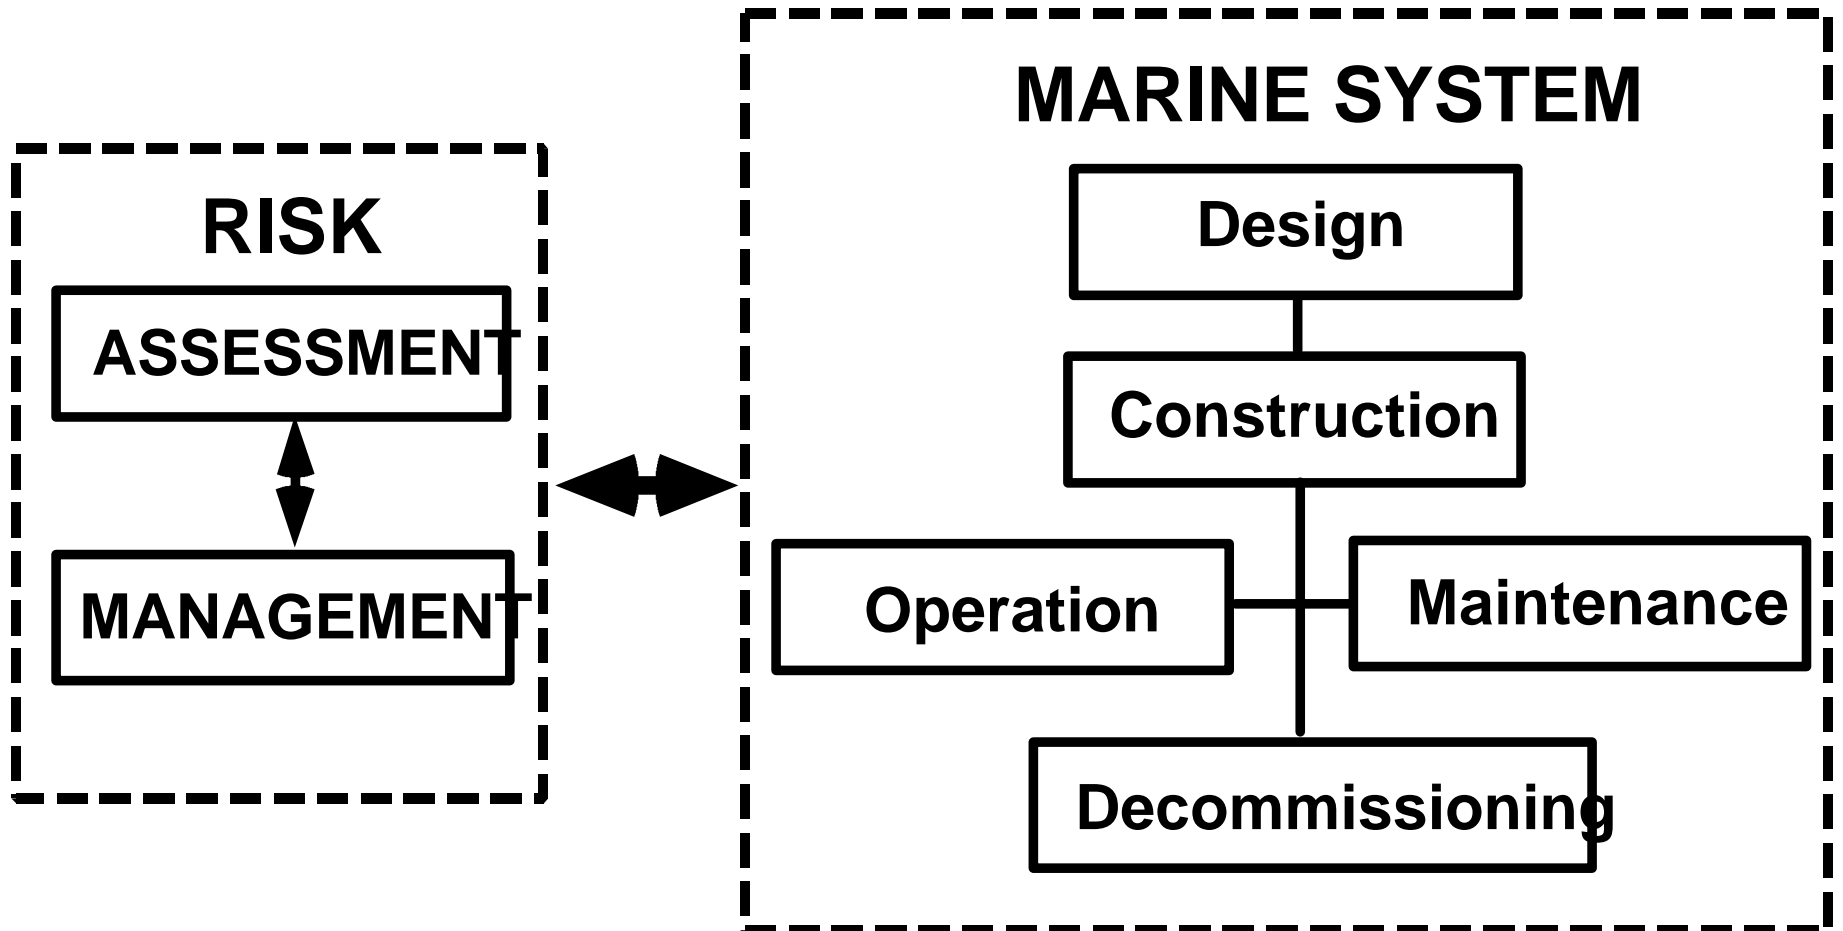 RISK
ASSESSMENT
MANAGEMENT
MARINE SYSTEM
Design
Construction
Operation
Maintenance
Decommissioning